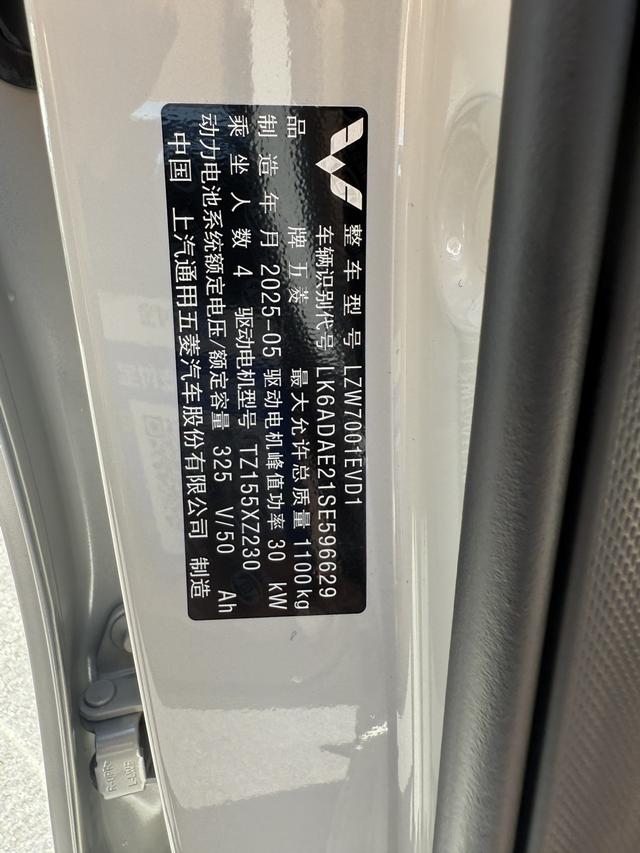 整车型号 LZW7001EVD1
车辆识别代号 LK6ADAE21SE596629
品牌 五菱 最大允许总质量 1100kg
制造年月 2025-05 驱动电机峰值功率 30 kW
乘坐人数 4 驱动电机型号 TZ155XZ230
动力电池系统额定电压/额定容量 325 V/50 Ah
中国 上汽通用五菱汽车股份有限公司 制造